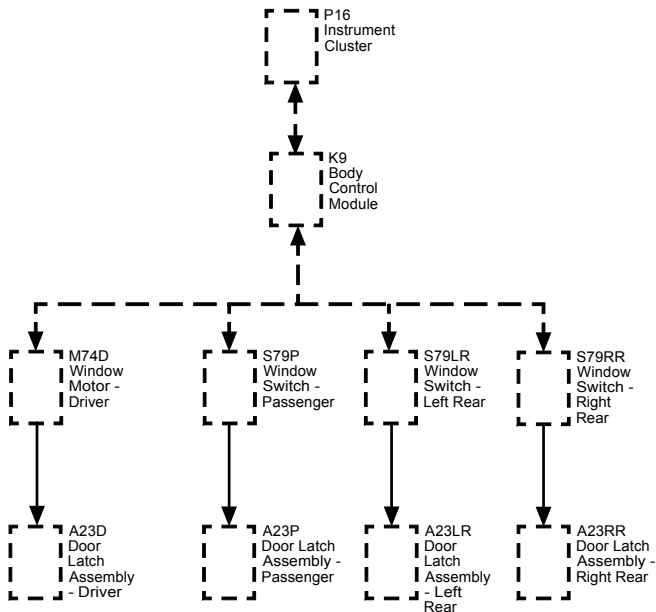 P16
Instrument
Cluster
K9
Body
Control
Module
M74D
Window
Motor -
Driver
S79P
Window
Switch -
Passenger
S79LR
Window
Switch -
Left Rear
S79RR
Window
Switch -
Right
Rear
A23D
Door
Latch
Assembly
- Driver
A23P
Door Latch
Assembly -
Passenger
A23LR
Door
Latch
Assembly
- Left
Rear
A23RR
Door Latch
Assembly -
Right Rear